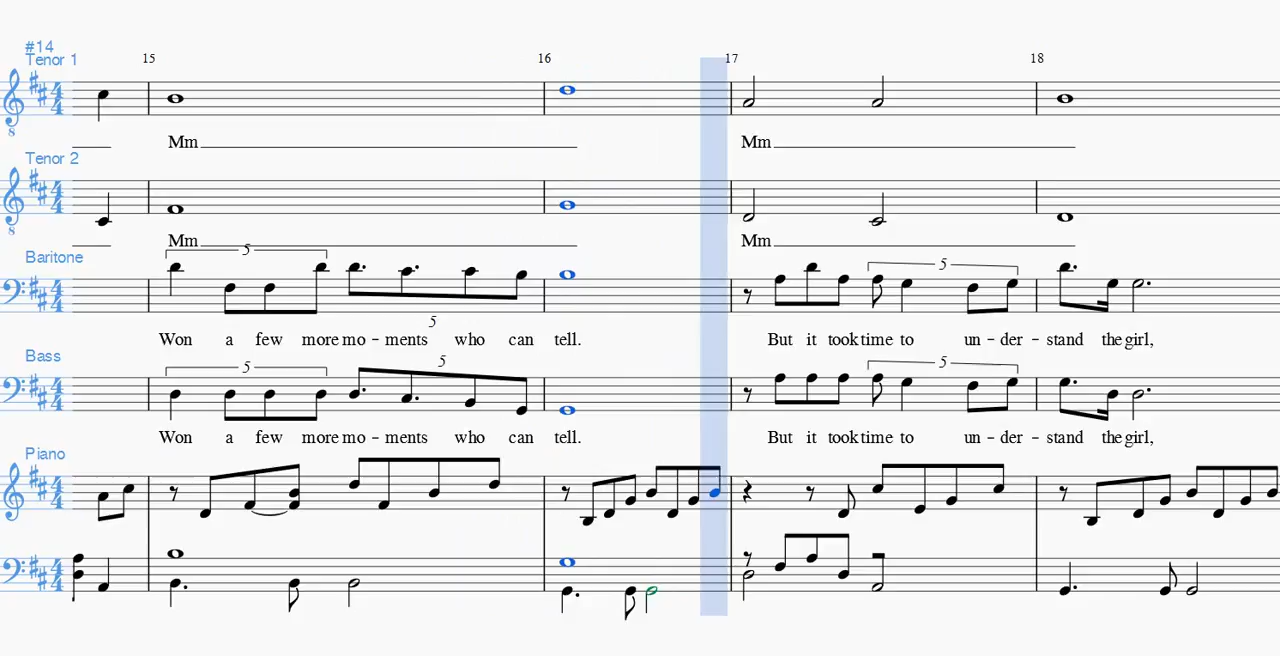 #14
Tenor 1
15 16 17 18
Mm Mm
Tenor 2
Mm Mm
5
Baritone
5
5
Won a few more mo – ments who can tell. But it took time to un – der – stand the girl,
Bass
5 5 5
Won a few more mo – ments who can tell. But it took time to un – der – stand the girl,
Piano